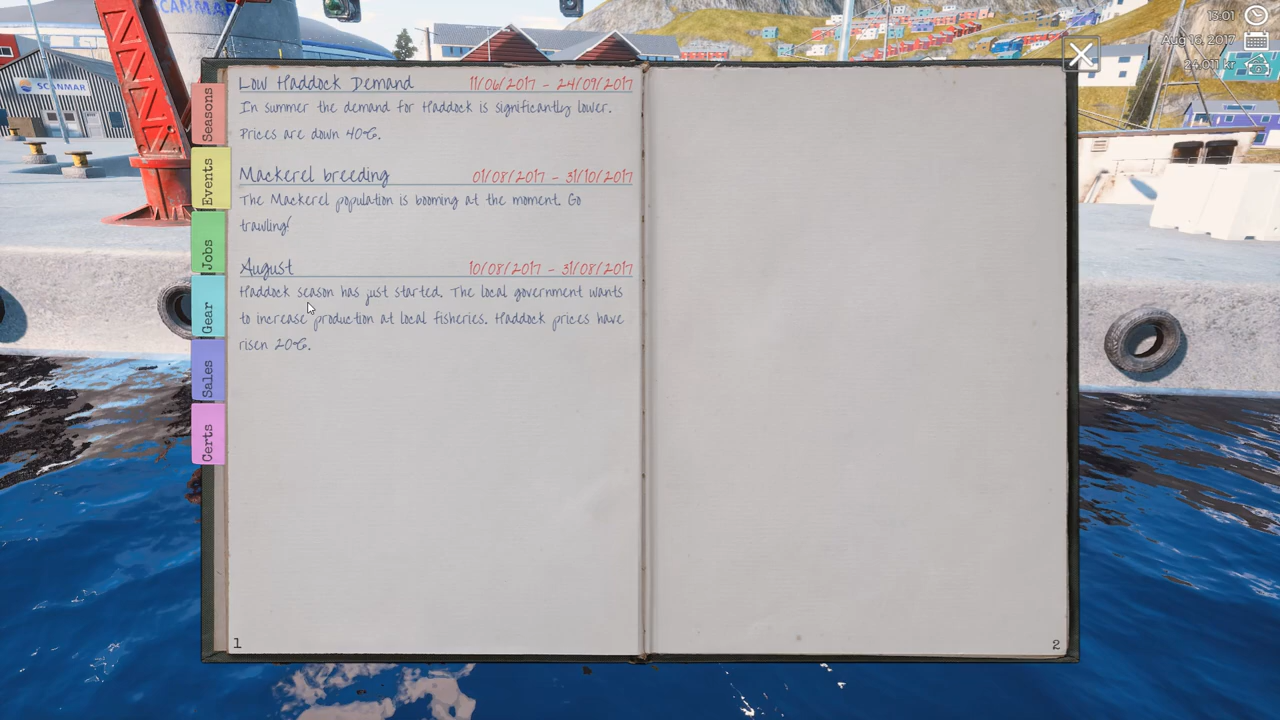 SCANMAR
SCANMAR
13:01
Aug 16, 2017
24.011 kr
Low Haddock Demand 11/06/2017 - 24/09/2017
In summer the demand for Haddock is significantly lower.
Prices are down 40%.
Mackerel breeding 01/08/2017 - 31/10/2017
The Mackerel population is booming at the moment. Go
trawling!
August 10/08/2017 - 31/08/2017
Haddock season has just started. The local government wants
to increase production at local fisheries. Haddock prices have
risen 20%.
Seasons
Events
Jobs
Gear
Sales
Certs
1
2